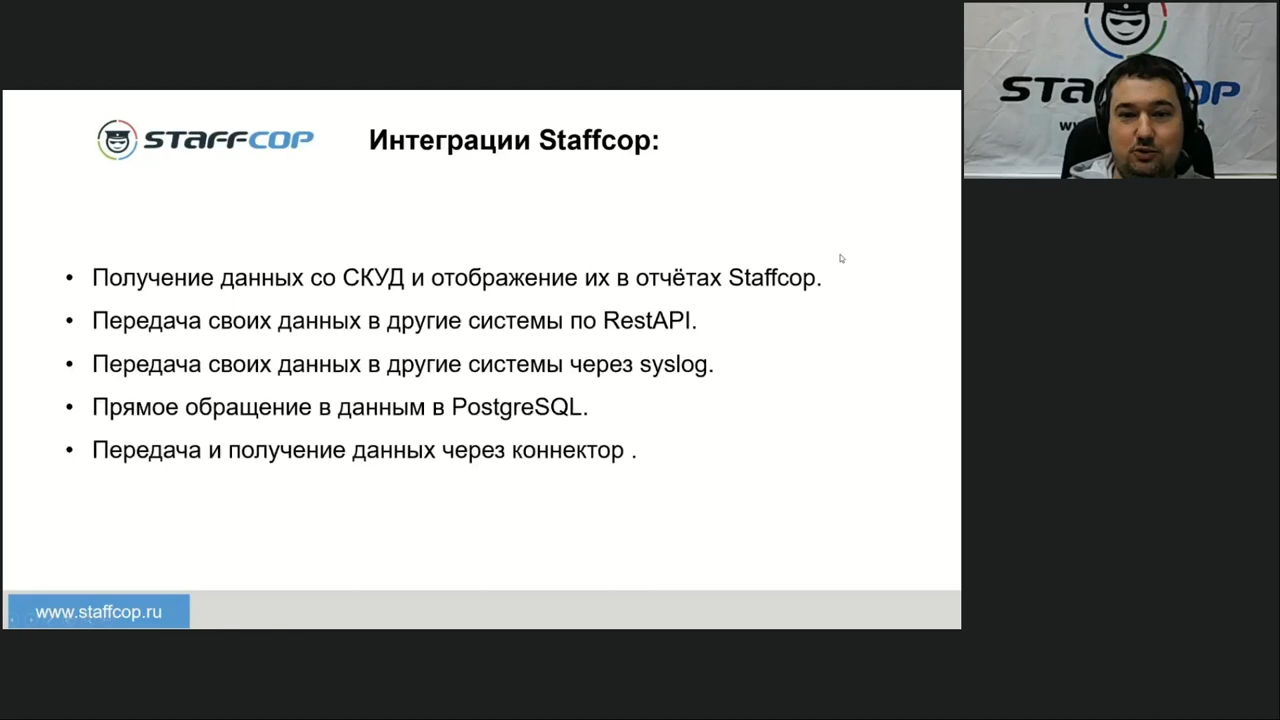 STAFFCOP
Интеграции Staffcop:
• Получение данных со СКУД и отображение их в отчётах Staffcop.
• Передача своих данных в другие системы по RestAPI.
• Передача своих данных в другие системы через syslog.
• Прямое обращение в данным в PostgreSQL.
• Передача и получение данных через коннектор .
www.staffcop.ru